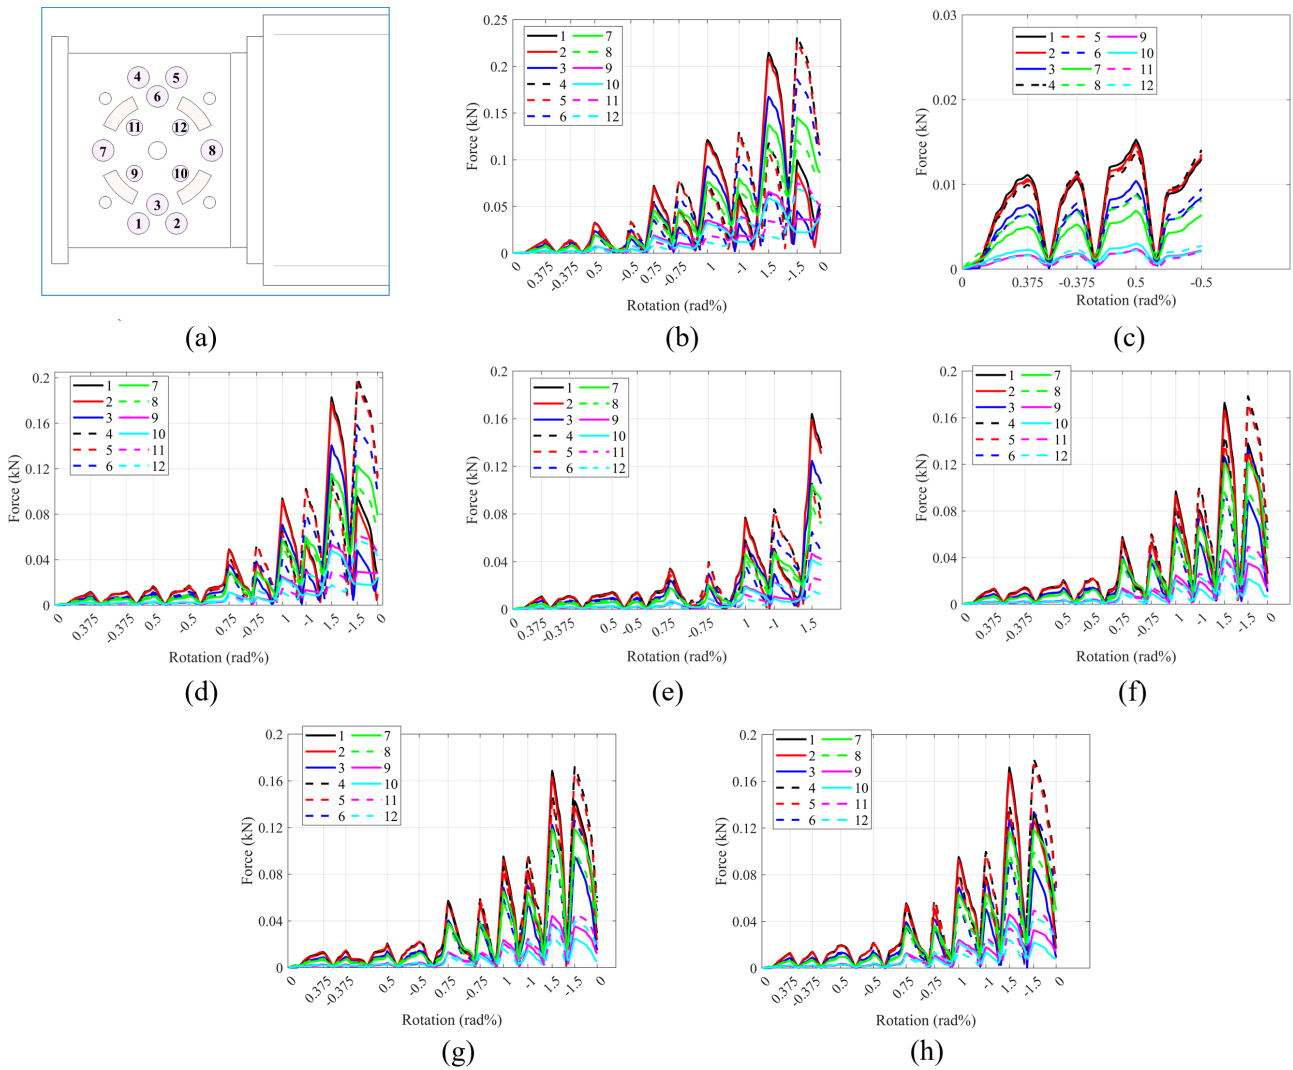 4 5
6
11 12
7 8
9 10
3
1 2
(a)
Force (kN)
0.25
0.2
0.15
0.1
0.05
0
1 7
2 8
3 9
4 10
5 11
6 12
0 0.375 -0.375 0.5 -0.5 0.75 -0.75 1 -1 1.5 -1.5 0
Rotation (rad%)
(b)
Force (kN)
0.03
0.02
0.01
0
1 5 9
2 6 10
3 7 11
4 8 12
0 0.375 -0.375 0.5 -0.5
Rotation (rad%)
(c)
Force (kN)
0.2
0.16
0.12
0.08
0.04
0
1 7
2 8
3 9
4 10
5 11
6 12
0 0.375 -0.375 0.5 -0.5 0.75 -0.75 1 -1 1.5 -1.5 0
Rotation (rad%)
(d)
Force (kN)
0.2
0.16
0.12
0.08
0.04
0
1 7
2 8
3 9
4 10
5 11
6 12
0 0.375 -0.375 0.5 -0.5 0.75 -0.75 1 -1 1.5
Rotation (rad%)
(e)
Force (kN)
0.2
0.16
0.12
0.08
0.04
0
1 7
2 8
3 9
4 10
5 11
6 12
0 0.375 -0.375 0.5 -0.5 0.75 -0.75 1 -1 1.5 -1.5 0
Rotation (rad%)
(f)
Force (kN)
0.2
0.16
0.12
0.08
0.04
0
1 7
2 8
3 9
4 10
5 11
6 12
0 0.375 -0.375 0.5 -0.5 0.75 -0.75 1 -1 1.5 -1.5 0
Rotation (rad%)
(g)
Force (kN)
0.2
0.16
0.12
0.08
0.04
0
1 7
2 8
3 9
4 10
5 11
6 12
0 0.375 -0.375 0.5 -0.5 0.75 -0.75 1 -1 1.5 -1.5 0
Rotation (rad%)
(h)